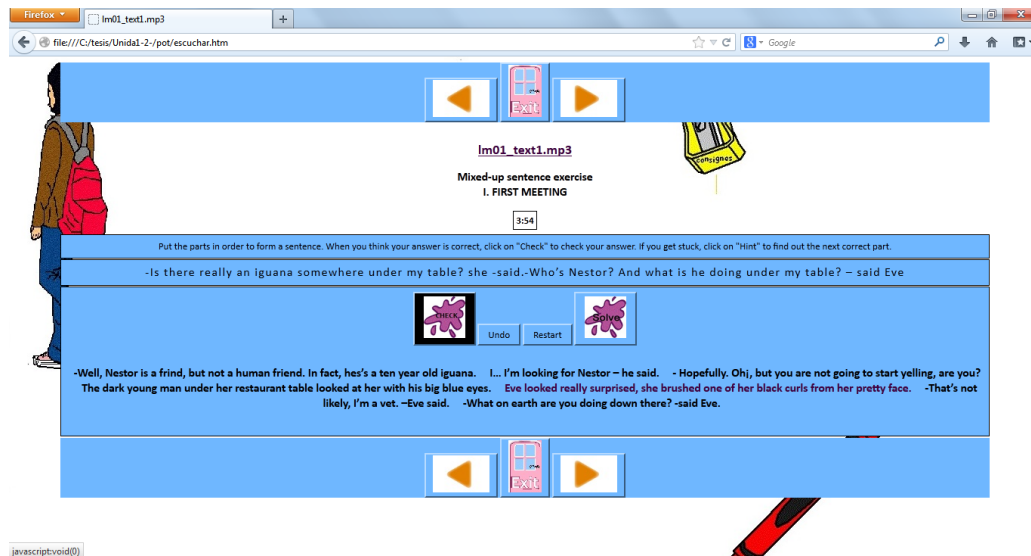 Firefox
lm01_text1.mp3
file:///C:/tesis/Unida1-2-/pot/escuchar.htm
Google
Exit
consignes
lm01_text1.mp3
Mixed-up sentence exercise
I. FIRST MEETING
3:54
Put the parts in order to form a sentence. When you think your answer is correct, click on "Check" to check your answer. If you get stuck, click on "Hint" to find out the next correct part.
-Is there really an iguana somewhere under my table? she -said.-Who's Nestor? And what is he doing under my table? – said Eve
CHECK Undo Restart Solve
-Well, Nestor is a frind, but not a human friend. In fact, hes's a ten year old iguana. I... I'm looking for Nestor – he said. - Hopefully. Ohj, but you are not going to start yelling, are you?
The dark young man under her restaurant table looked at her with his big blue eyes. Eve looked really surprised, she brushed one of her black curls from her pretty face. -That's not
likely, I'm a vet. –Eve said. -What on earth are you doing down there? -said Eve.
Exit
javascript:void(0)